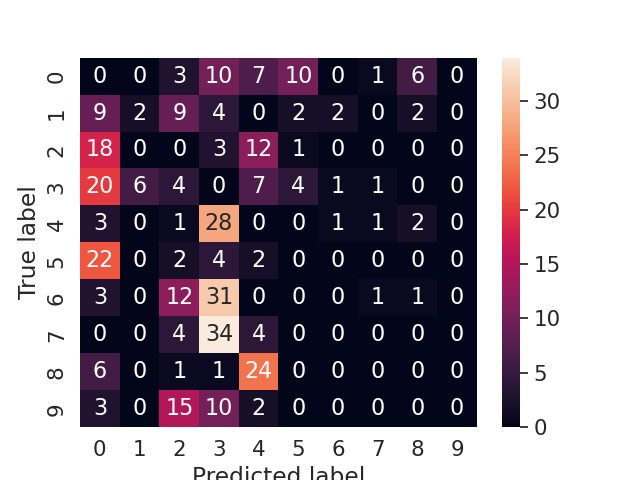 0 0 0 3 10 7 10 0 1 6 0
1 9 2 9 4 0 2 2 0 2 0
2 18 0 0 3 12 1 0 0 0 0
3 20 6 4 0 7 4 1 1 0 0
4 3 0 1 28 0 0 1 1 2 0
5 22 0 2 4 2 0 0 0 0 0
6 3 0 12 31 0 0 0 1 1 0
7 0 0 4 34 4 0 0 0 0 0
8 6 0 1 1 24 0 0 0 0 0
9 3 0 15 10 2 0 0 0 0 0
0 1 2 3 4 5 6 7 8 9
Predicted label
True label
30
25
20
15
10
5
0